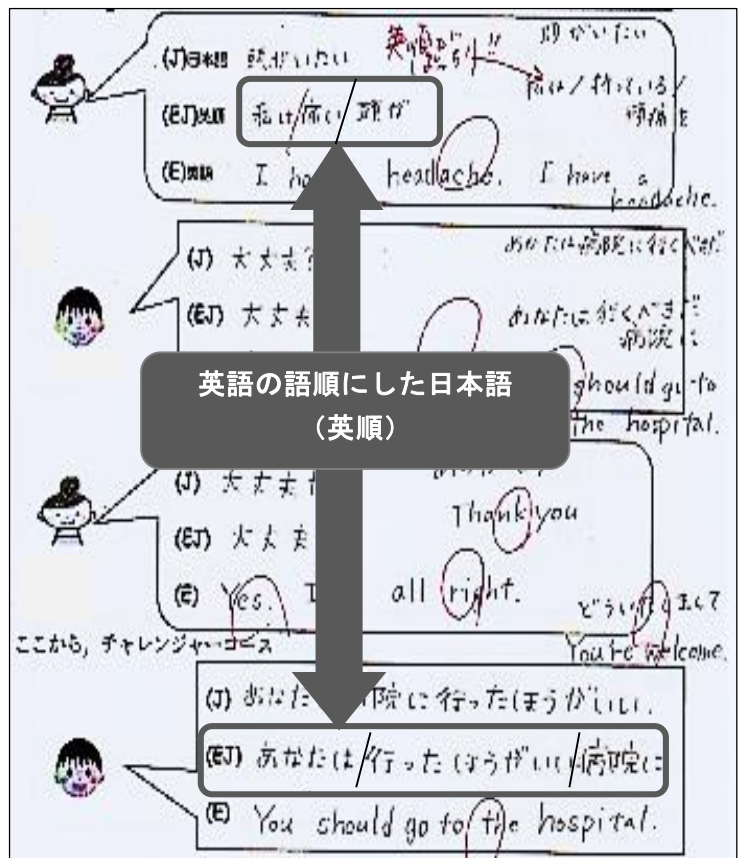 頭がいたい
(J)日本語 頭がいたい
英順ばらり!!
(EJ)英順 私は/痛い/頭が
私は/持っている/
頭痛を
(E)英語 I ha headache. I have a
headache.
(J) 大丈夫?
あなたは病院に行くべきだ
(EJ) 大丈夫
あなたは行くべきだ
病院に
英語の語順にした日本語
(英順)
should go to
the hospital.
(J) 大丈夫
Thank you
(EJ) 大丈夫
(E) Yes. I all right.
どういたしまして
ここから,チャレンジャーコース
You're welcome.
(J) あなた 院に行ったほうがいい.
(EJ) あなたは/行ったほうがいい/病院に
(E) You should go to the hospital.